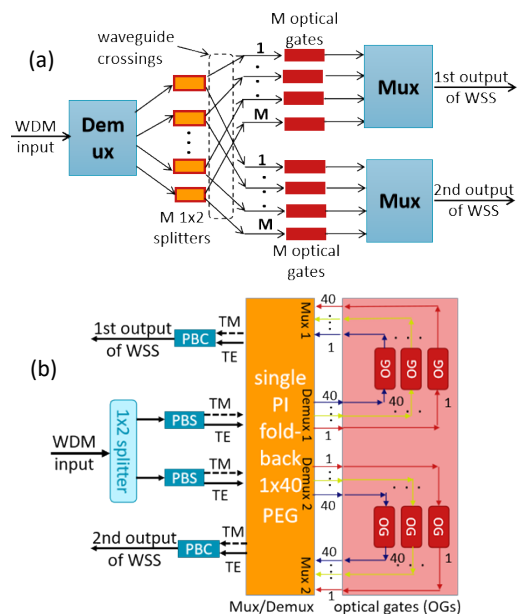 (a)
waveguide
crossings
M optical
gates
1
M
WDM
input
Dem
ux
M 1x2
splitters
Mux
1st output
of WSS
1
M
M optical
gates
Mux
2nd output
of WSS
(b)
1st output
of WSS
PBC
TM
TE
WDM
input
1x2 splitter
PBS
TM
TE
PBS
TM
TE
2nd output
of WSS
PBC
TM
TE
single
PI
fold-
back
1x40
PEG
Mux 1
Demux 1
Demux 2
Mux 2
40
1
40
1
1
40
40
1
OG
OG
OG
40
1
OG
OG
OG
40
1
Mux/Demux
optical gates (OGs)